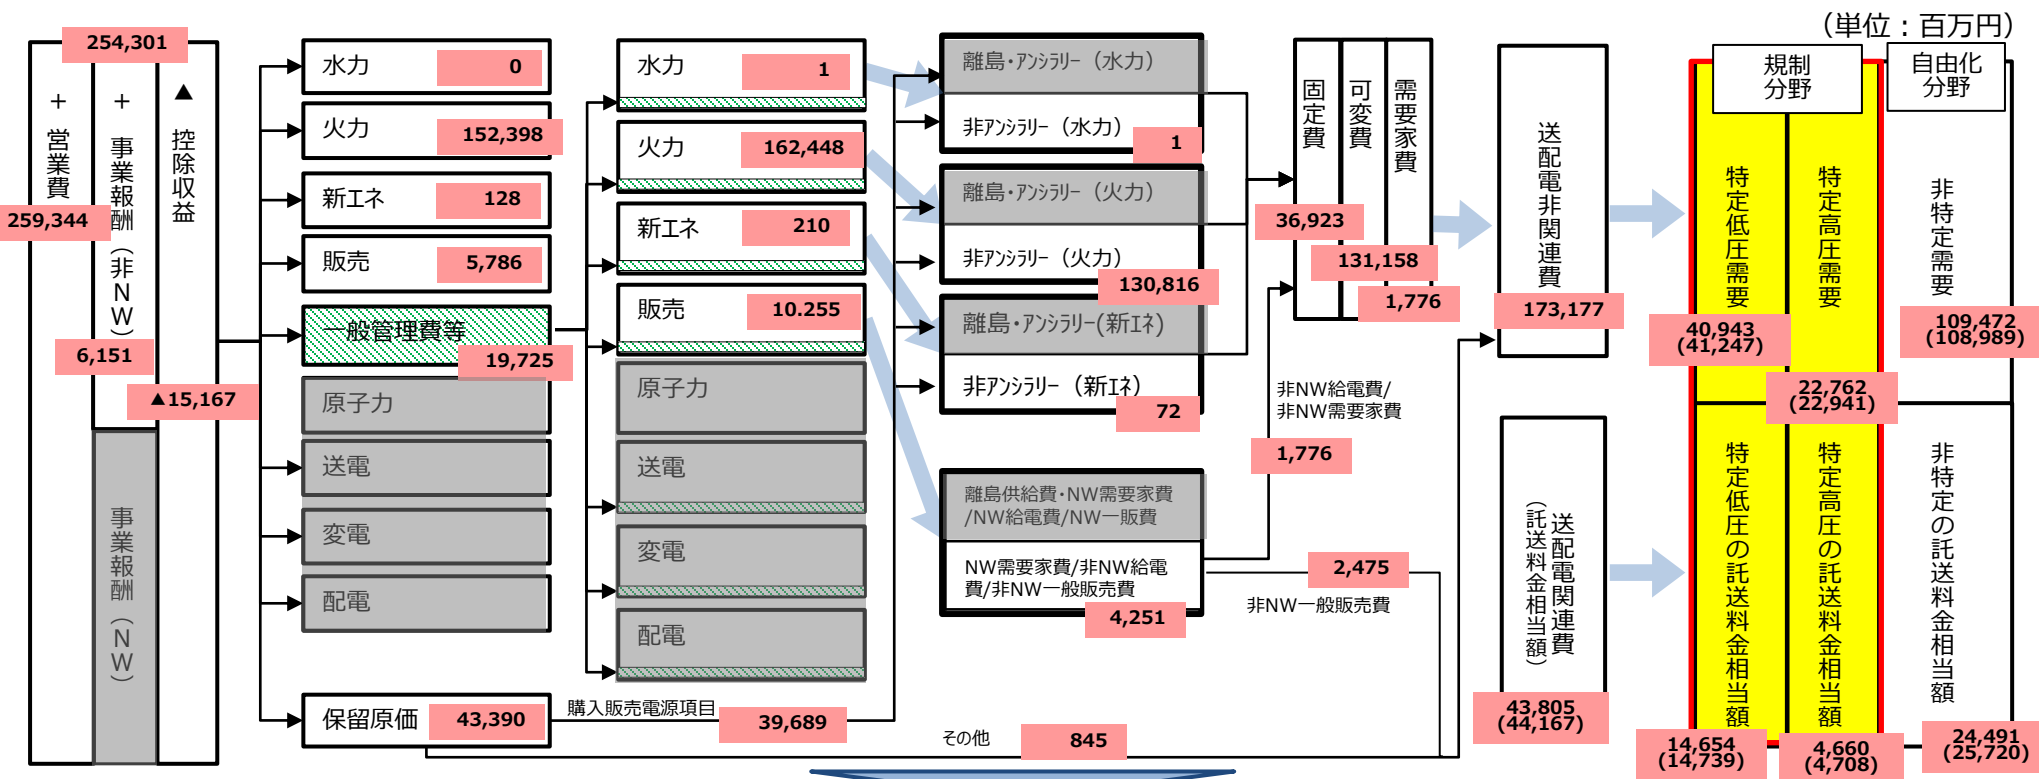 （単位：百万円）
254,301
＋ 営業費
259,344
＋ 事業報酬（非NW）
6,151
▲ 控除収益
▲15,167
事業報酬（NW）
水力 0
火力 152,398
新エネ 128
販売 5,786
一般管理費等
19,725
原子力
送電
変電
配電
保留原価 43,390
購入販売電源項目
39,689
その他 845
水力 1
火力 162,448
新エネ 210
販売 10.255
原子力
送電
変電
配電
離島・アンシラリー（水力）
非アンシラリー（水力）
1
離島・アンシラリー（火力）
非アンシラリー（火力）
130,816
離島・アンシラリー(新エネ)
非アンシラリー（新エネ）
72
離島供給費・NW需要家費
/NW給電費/NW一販費
NW需要家費/非NW給電
費/非NW一般販売費
4,251
固定費
36,923
可変費
131,158
需要家費
1,776
非NW給電費/
非NW需要家費
1,776
2,475
非NW一般販売費
送配電非関連費
173,177
送配電関連費
（託送料金相当額）
43,805
(44,167)
規制
分野
自由化
分野
特定低圧需要
40,943
(41,247)
特定高圧需要
22,762
(22,941)
非特定需要
109,472
(108,989)
特定低圧の託送料金相当額
14,654
(14,739)
特定高圧の託送料金相当額
4,660
(4,708)
非特定の託送料金相当額
24,491
(25,720)